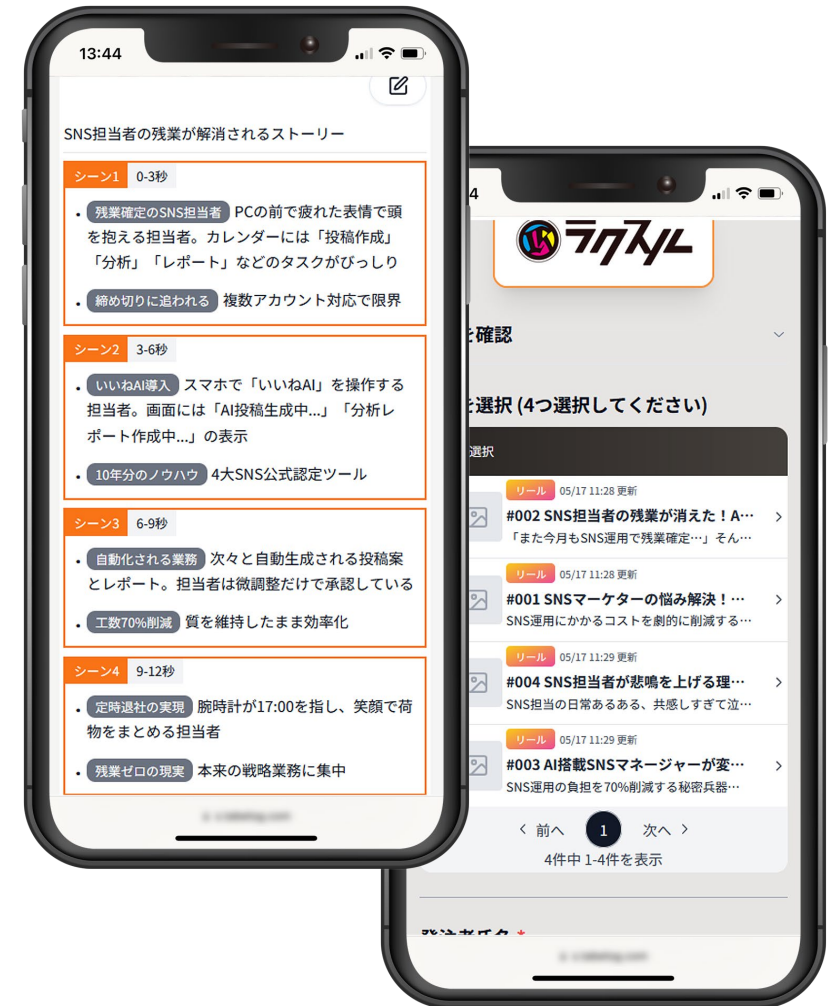 13:44
SNS担当者の残業が解消されるストーリー
シーン1 0-3秒
・ 残業確定のSNS担当者 PCの前で疲れた表情で頭
を抱える担当者。カレンダーには「投稿作成」
「分析」「レポート」などのタスクがびっしり
・ 締め切りに追われる 複数アカウント対応で限界
シーン2 3-6秒
・ いいねAI導入 スマホで「いいねAI」を操作する
担当者。画面には「AI投稿生成中...」「分析レ
ポート作成中...」の表示
・ 10年分のノウハウ 4大SNS公式認定ツール
シーン3 6-9秒
・ 自動化される業務 次々と自動生成される投稿案
とレポート。担当者は微調整だけで承認している
・ 工数70%削減 質を維持したまま効率化
シーン4 9-12秒
・ 定時退社の実現 腕時計が17:00を指し、笑顔で荷
物をまとめる担当者
・ 残業ゼロの現実 本来の戦略業務に集中
4
ラクスル
を確認
を選択 (4つ選択してください)
選択
リール 05/17 11:28 更新
#002 SNS担当者の残業が消えた！A…
「また今月もSNS運用で残業確定…」そん…
リール 05/17 11:28 更新
#001 SNSマーケターの悩み解決！…
SNS運用にかかるコストを劇的に削減する…
リール 05/17 11:29 更新
#004 SNS担当者が悲鳴を上げる理…
SNS担当の日常あるある、共感しすぎて泣…
リール 05/17 11:29 更新
#003 AI搭載SNSマネージャーが変…
SNS運用の負担を70%削減する秘密兵器…
< 前へ 1 次へ >
4件中 1-4件を表示
発注者氏名 *